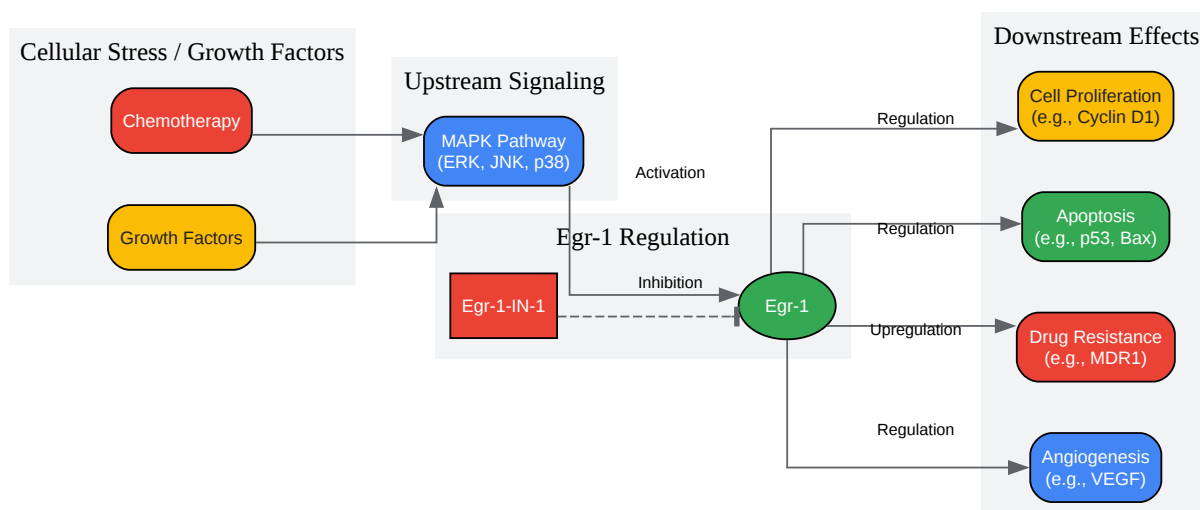 Cellular Stress / Growth Factors
Chemotherapy
Growth Factors
Upstream Signaling
MAPK Pathway
(ERK, JNK, p38)
Activation
Egr-1 Regulation
Egr-1-IN-1
Inhibition
Egr-1
Regulation
Regulation
Upregulation
Regulation
Downstream Effects
Cell Proliferation
(e.g., Cyclin D1)
Apoptosis
(e.g., p53, Bax)
Drug Resistance
(e.g., MDR1)
Angiogenesis
(e.g., VEGF)